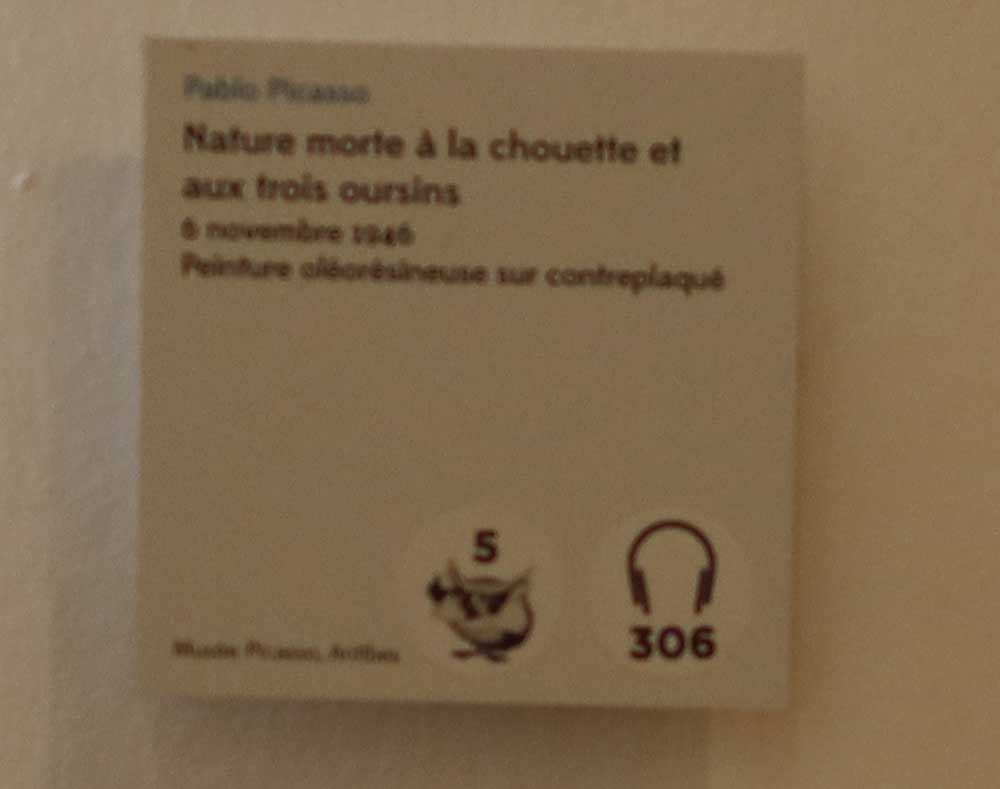 Pablo Picasso
Nature morte à la chouette et
aux trois oursins
6 novembre 1946
Peinture oléorésineuse sur contreplaqué
5
306
Musée Picasso, Antibes